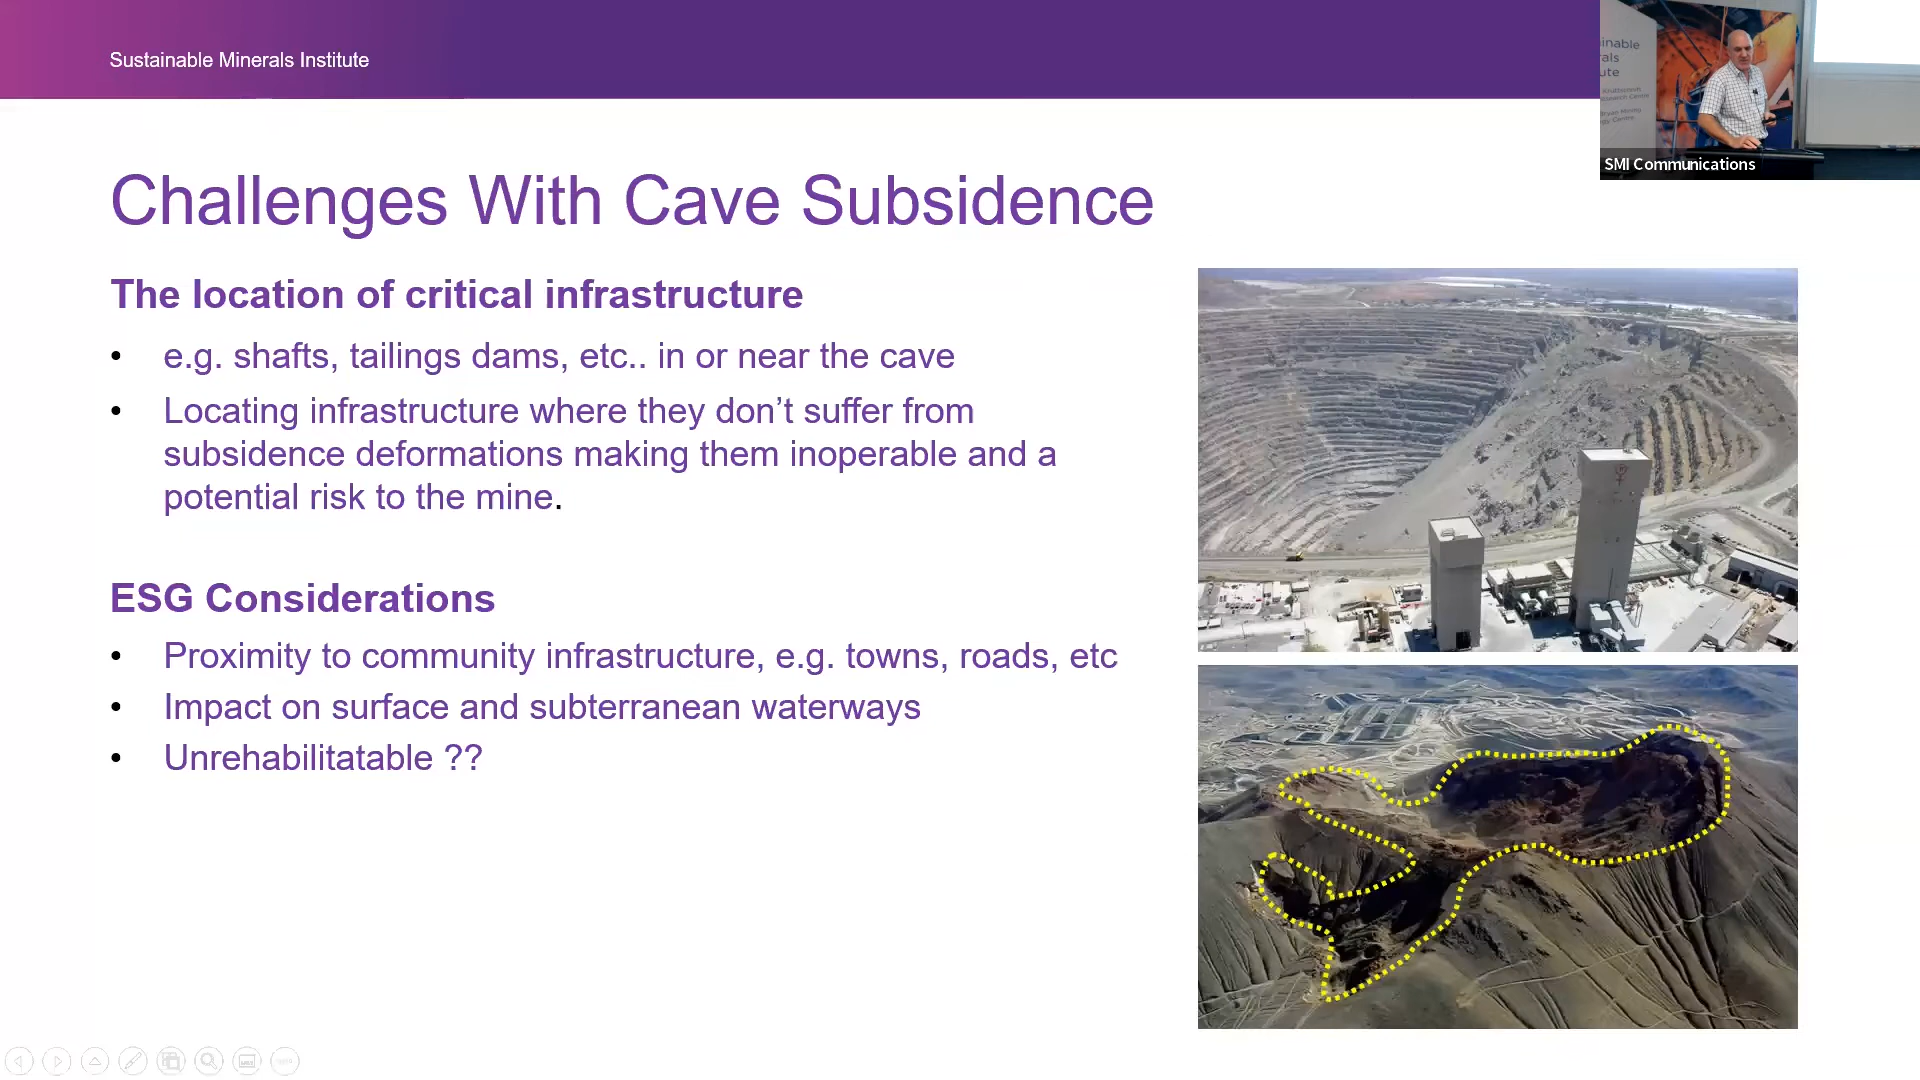 Sustainable Minerals Institute
inable
rals
ute
SMI Communications
Challenges With Cave Subsidence
The location of critical infrastructure
• e.g. shafts, tailings dams, etc.. in or near the cave
• Locating infrastructure where they don’t suffer from
subsidence deformations making them inoperable and a
potential risk to the mine.
ESG Considerations
• Proximity to community infrastructure, e.g. towns, roads, etc
• Impact on surface and subterranean waterways
• Unrehabilitatable ??